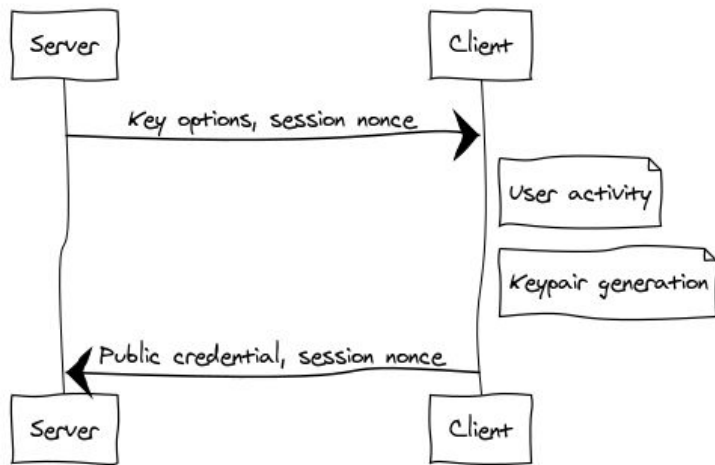 Server
Client
Key options, session nonce
User activity
Keypair generation
Public credential, session nonce
Server
Client